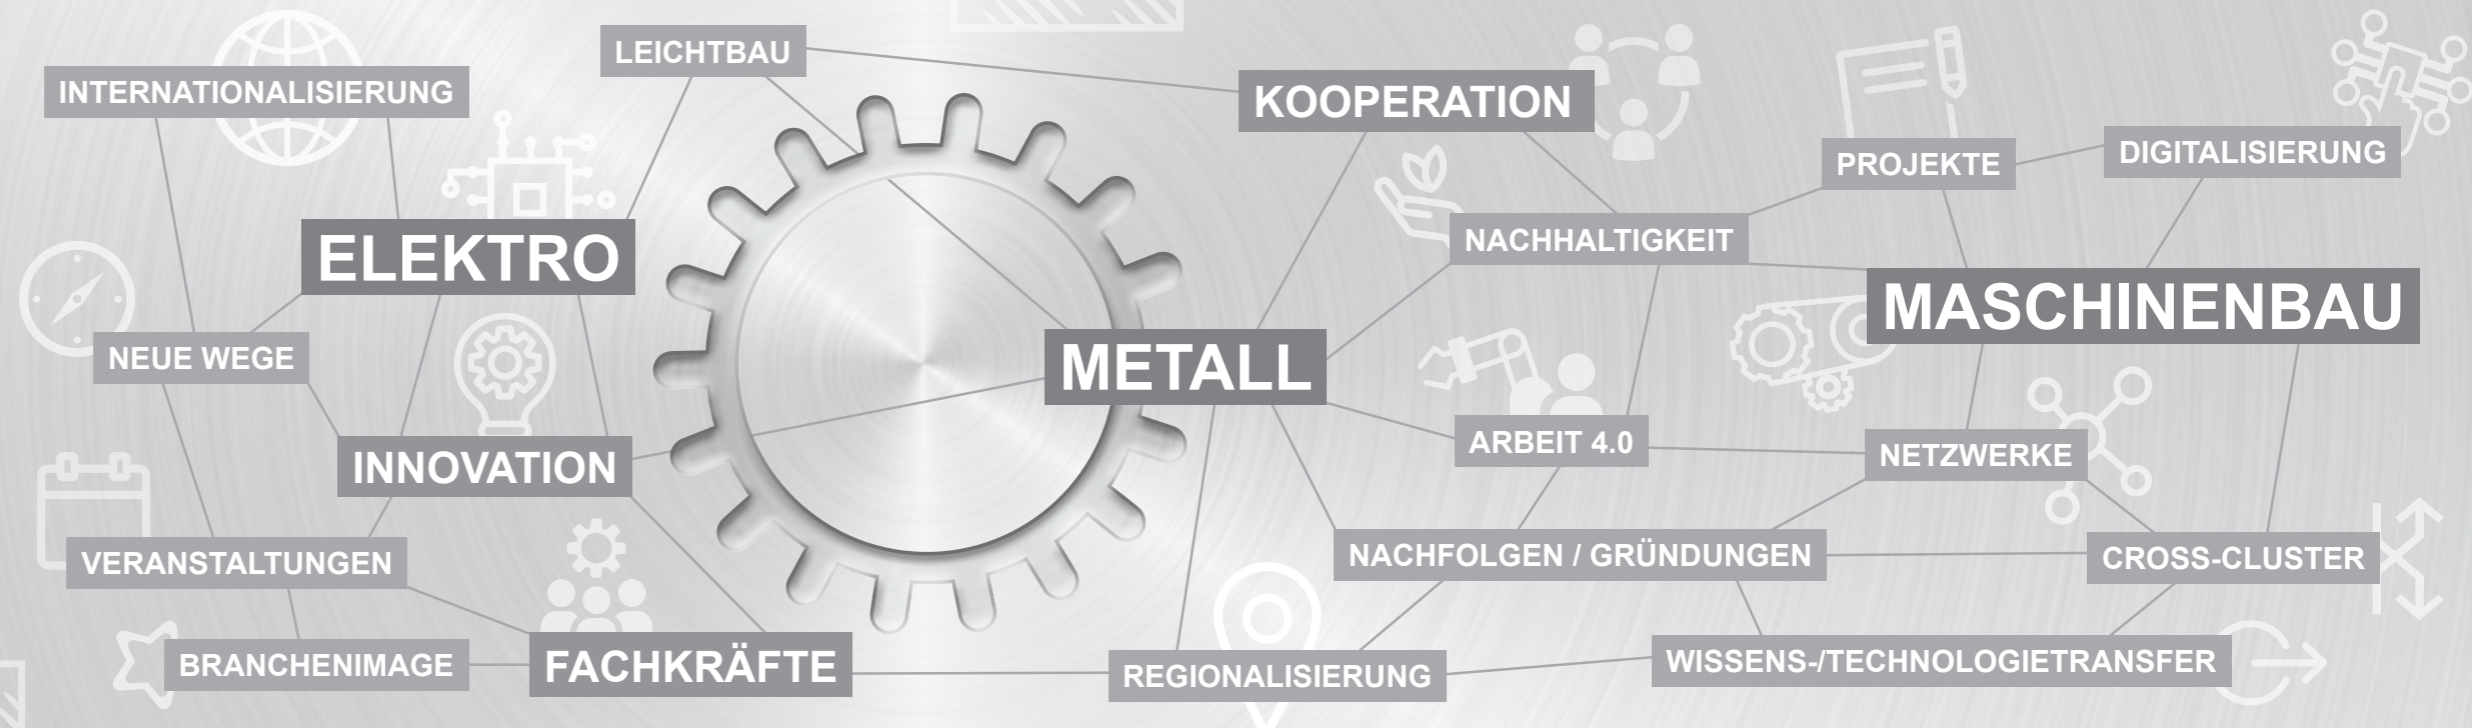 LEICHTBAU
INTERNATIONALISIERUNG
KOOPERATION
PROJEKTE
DIGITALISIERUNG
ELEKTRO
NACHHALTIGKEIT
MASCHINENBAU
NEUE WEGE
METALL
INNOVATION
ARBEIT 4.0
NETZWERKE
VERANSTALTUNGEN
NACHFOLGEN / GRÜNDUNGEN
CROSS-CLUSTER
BRANCHENIMAGE
FACHKRÄFTE
REGIONALISIERUNG
WISSENS-/TECHNOLOGIETRANSFER